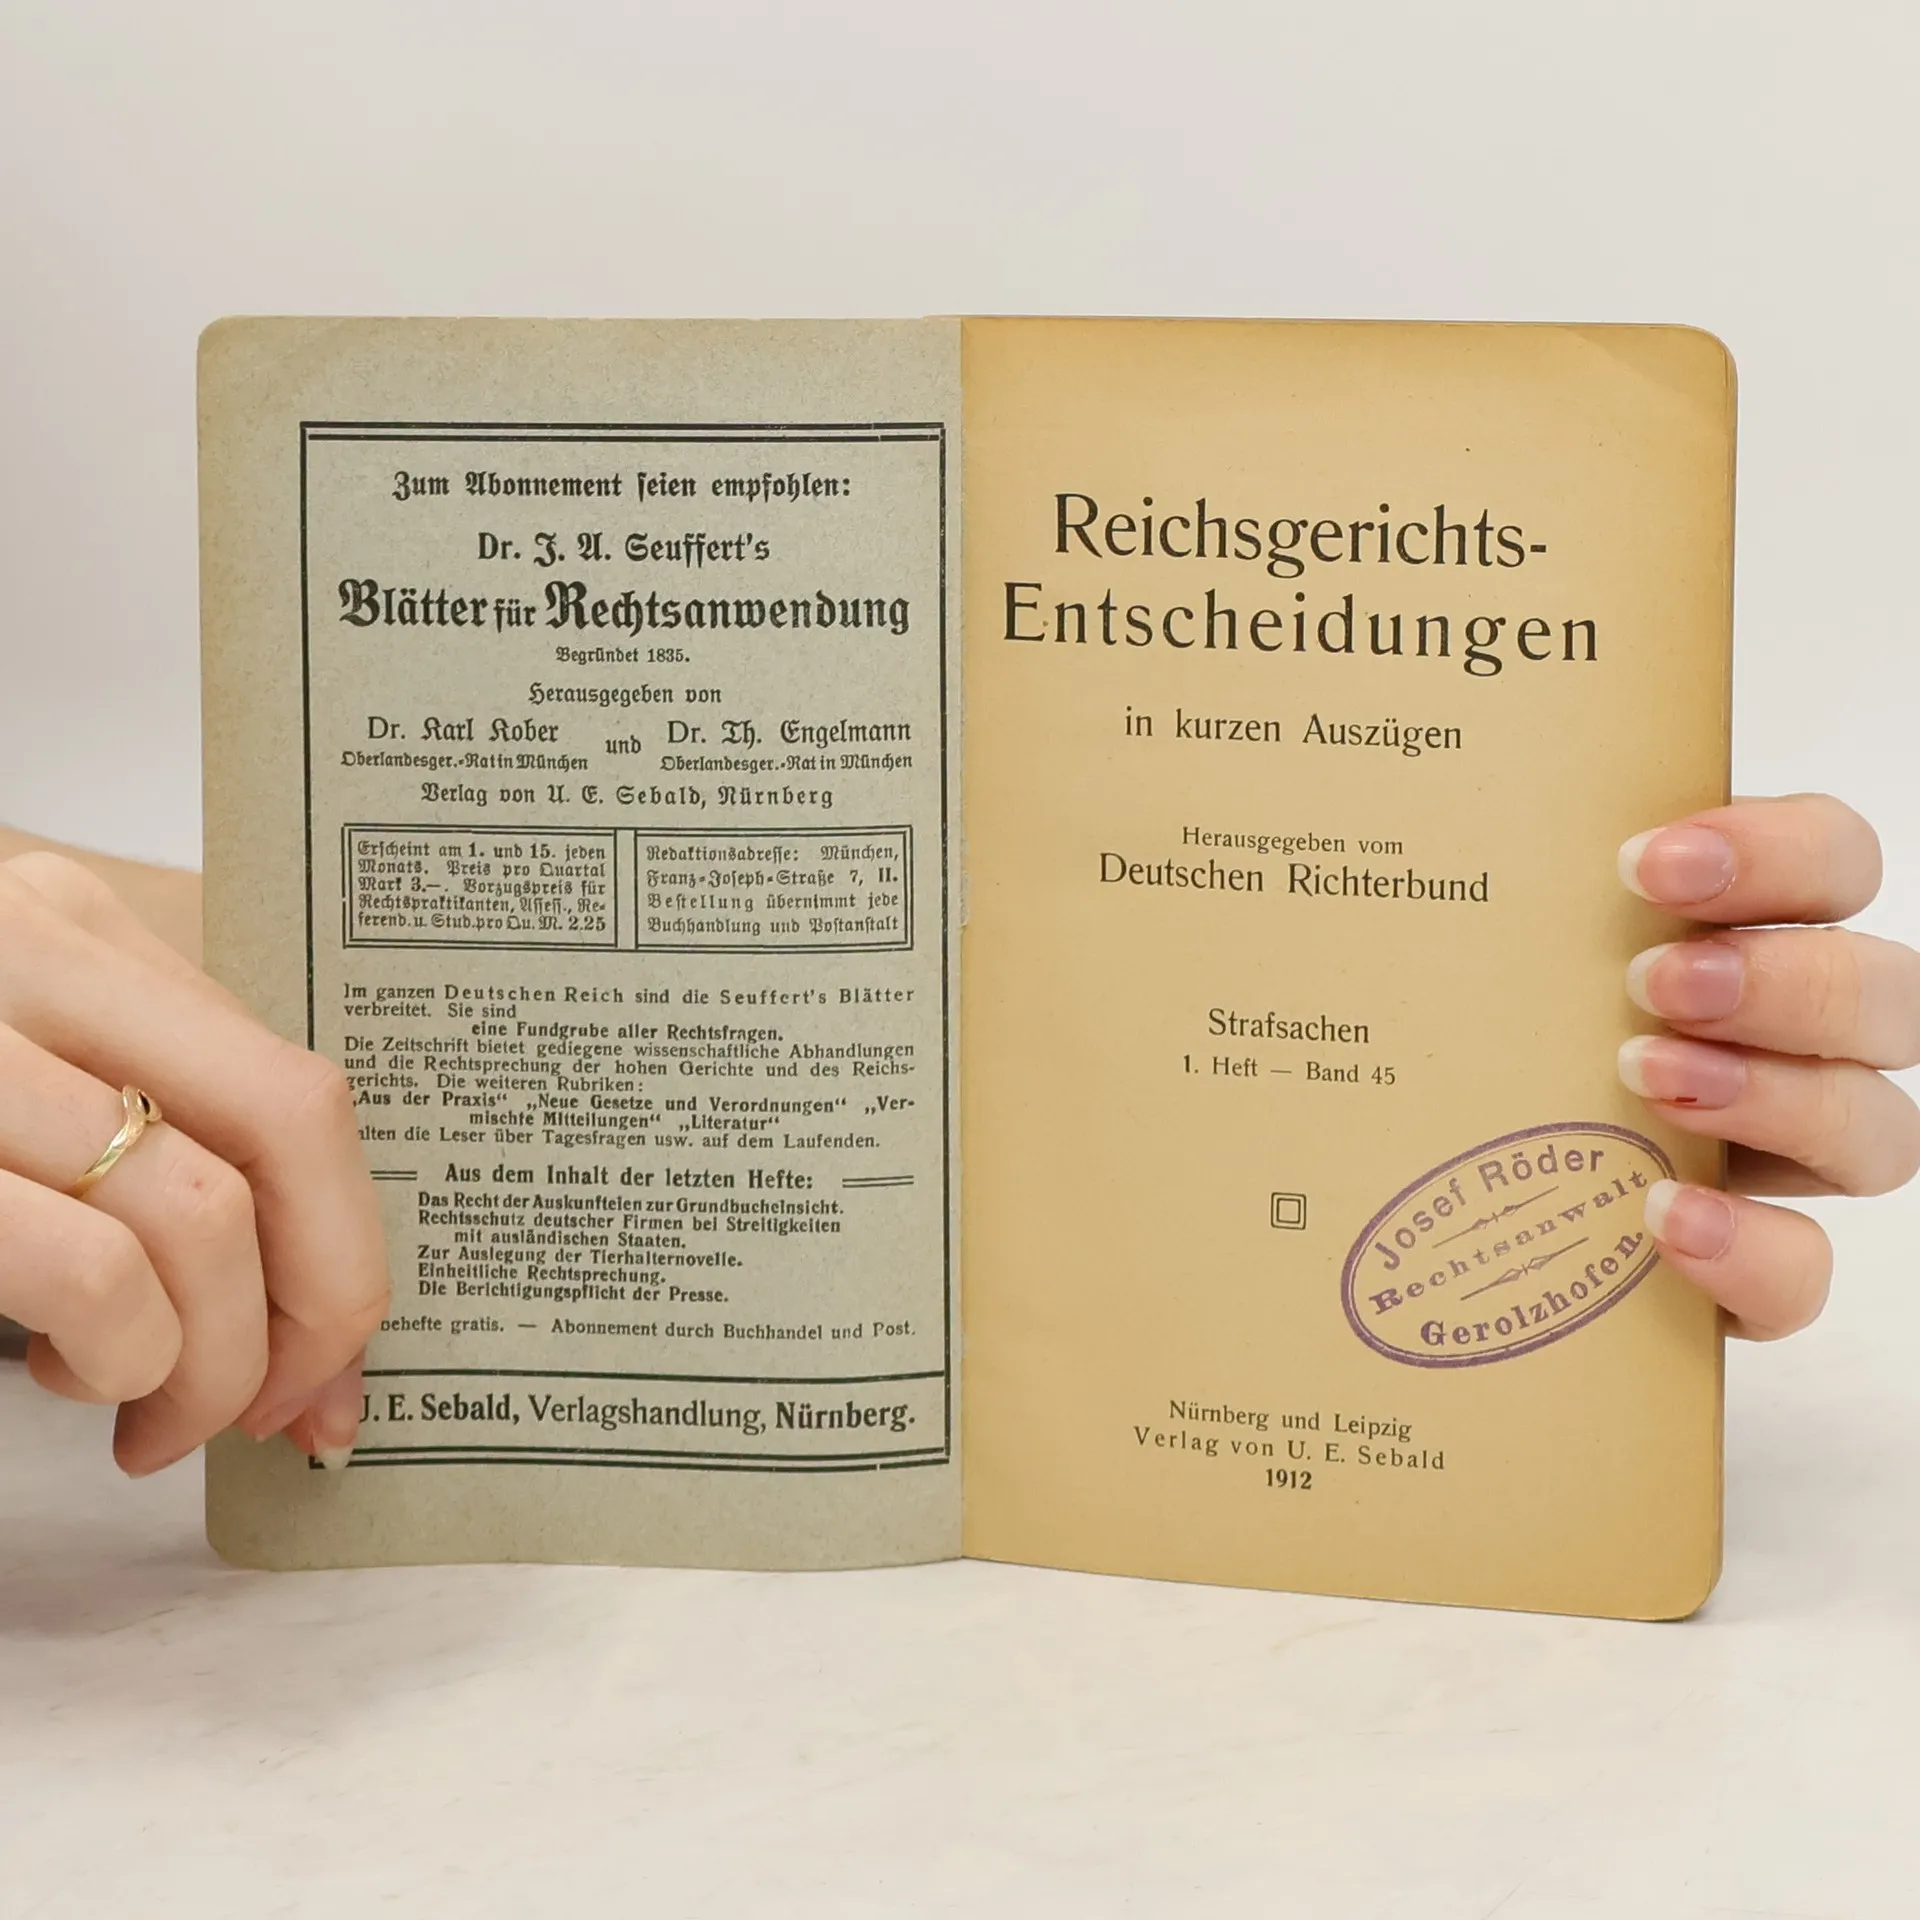 Zum Abonnement seien empfohlen:
Dr. J. A. Seuffert's
Blätter für Rechtsanwendung
Begründet 1835.
Herausgegeben von
Dr. Karl Kober und Dr. Th. Engelmann
Oberlandesger.-Rat in München Oberlandesger.-Rat in München
Verlag von U. E. Sebald, Nürnberg
Erscheint am 1. und 15. jeden
Monats. Preis pro Quartal
Mark 3.—. Vorzugspreis für
Rechtspraktikanten, Assess., Re-
ferend. u. Stud. pro Qu. M. 2.25
Redaktionsadresse: München,
Franz-Joseph-Straße 7, II.
Bestellung übernimmt jede
Buchhandlung und Postanstalt
Im ganzen Deutschen Reich sind die Seuffert's Blätter
verbreitet. Sie sind
eine Fundgrube aller Rechtsfragen.
Die Zeitschrift bietet gediegene wissenschaftliche Abhandlungen
und die Rechtsprechung der hohen Gerichte und des Reichs-
gerichts. Die weiteren Rubriken:
„Aus der Praxis“ „Neue Gesetze und Verordnungen“ „Ver-
mischte Mitteilungen“ „Literatur“
alten die Leser über Tagesfragen usw. auf dem Laufenden.
Aus dem Inhalt der letzten Hefte:
Das Recht der Auskunfteien zur Grundbucheinsicht.
Rechtsschutz deutscher Firmen bei Streitigkeiten
mit ausländischen Staaten.
Zur Auslegung der Tierhalternovelle.
Einheitliche Rechtsprechung.
Die Berichtigungspflicht der Presse.
behefte gratis. — Abonnement durch Buchhandel und Post.
U. E. Sebald, Verlagshandlung, Nürnberg.
Reichsgerichts-
Entscheidungen
in kurzen Auszügen
Herausgegeben vom
Deutschen Richterbund
Strafsachen
1. Heft — Band 45
Josef Röder
Rechtsanwalt
Gerolzhofen.
Nürnberg und Leipzig
Verlag von U. E. Sebald
1912